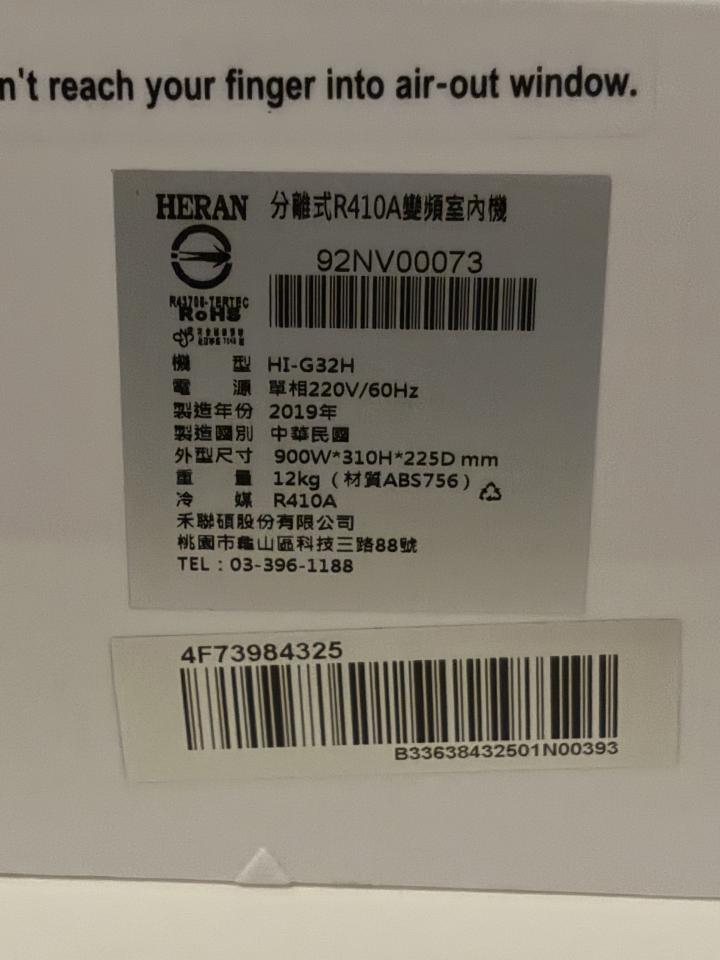 n't reach your finger into air-out window.
HERAN 分離式R410A變頻室內機
92NV00073
R43706-TERTEC
RoHS
機 型 HI-G32H
電 源 單相220V/60Hz
製造年份 2019年
製造國別 中華民國
外型尺寸 900W*310H*225D mm
重 量 12kg（材質ABS756）
冷 媒 R410A
禾聯碩股份有限公司
桃園市龜山區科技三路88號
TEL：03-396-1188
4F73984325
B33638432501N00393